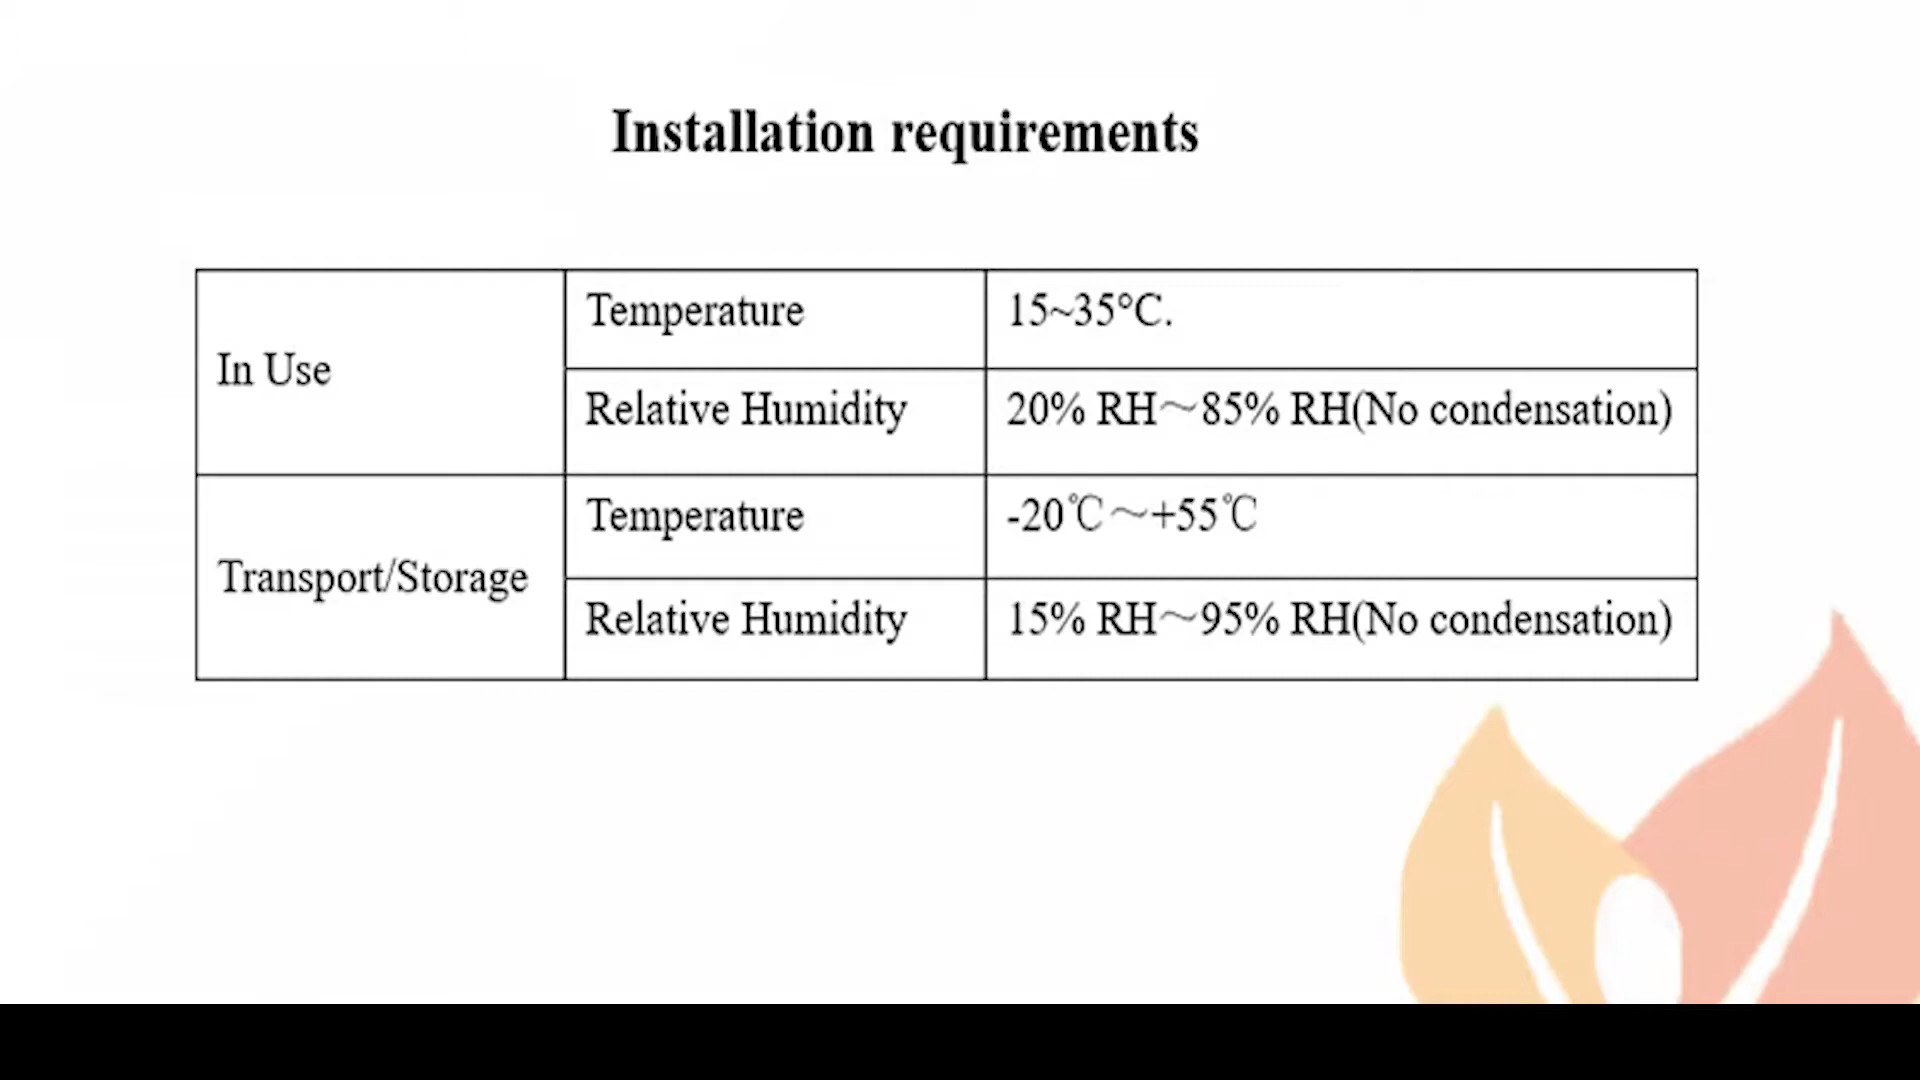 Installation requirements
In Use
Temperature
15~35°C.
Relative Humidity
20% RH～85% RH(No condensation)
Transport/Storage
Temperature
-20℃～+55℃
Relative Humidity
15% RH～95% RH(No condensation)